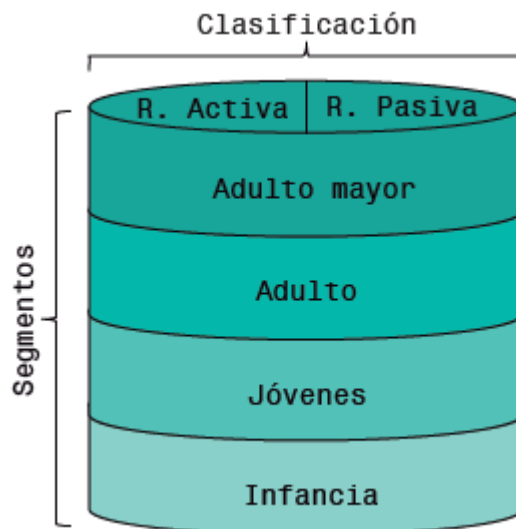 Clasificación
R. Activa
R. Pasiva
Segmentos
Adulto mayor
Adulto
Jóvenes
Infancia